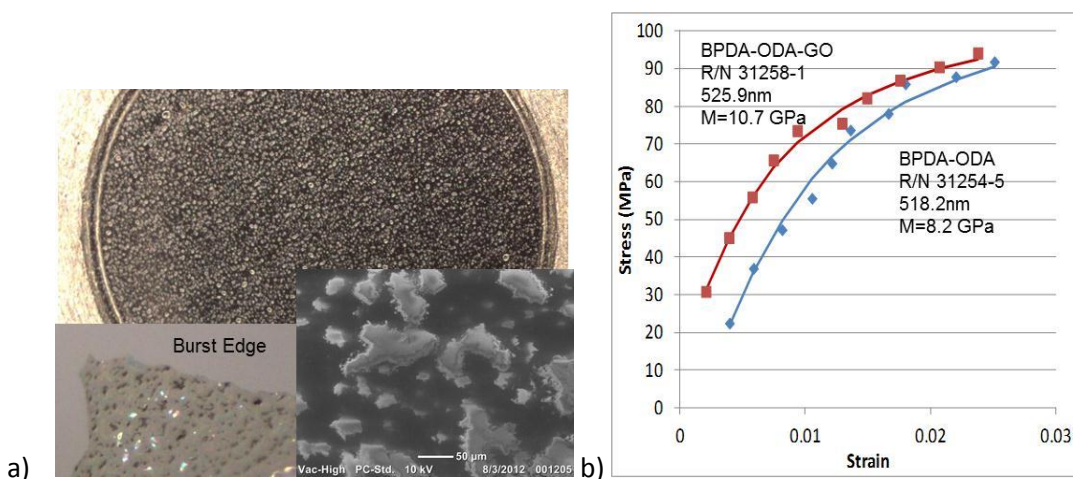 Burst Edge
50 μm
Vac-High PC-Std. 10 kV 8/3/2012 001205
a)
b)
100
90
80
70
60
50
40
30
20
10
0
Stress (MPa)
BPDA-ODA-GO
R/N 31258-1
525.9nm
M=10.7 GPa
BPDA-ODA
R/N 31254-5
518.2nm
M=8.2 GPa
0 0.01 0.02 0.03
Strain